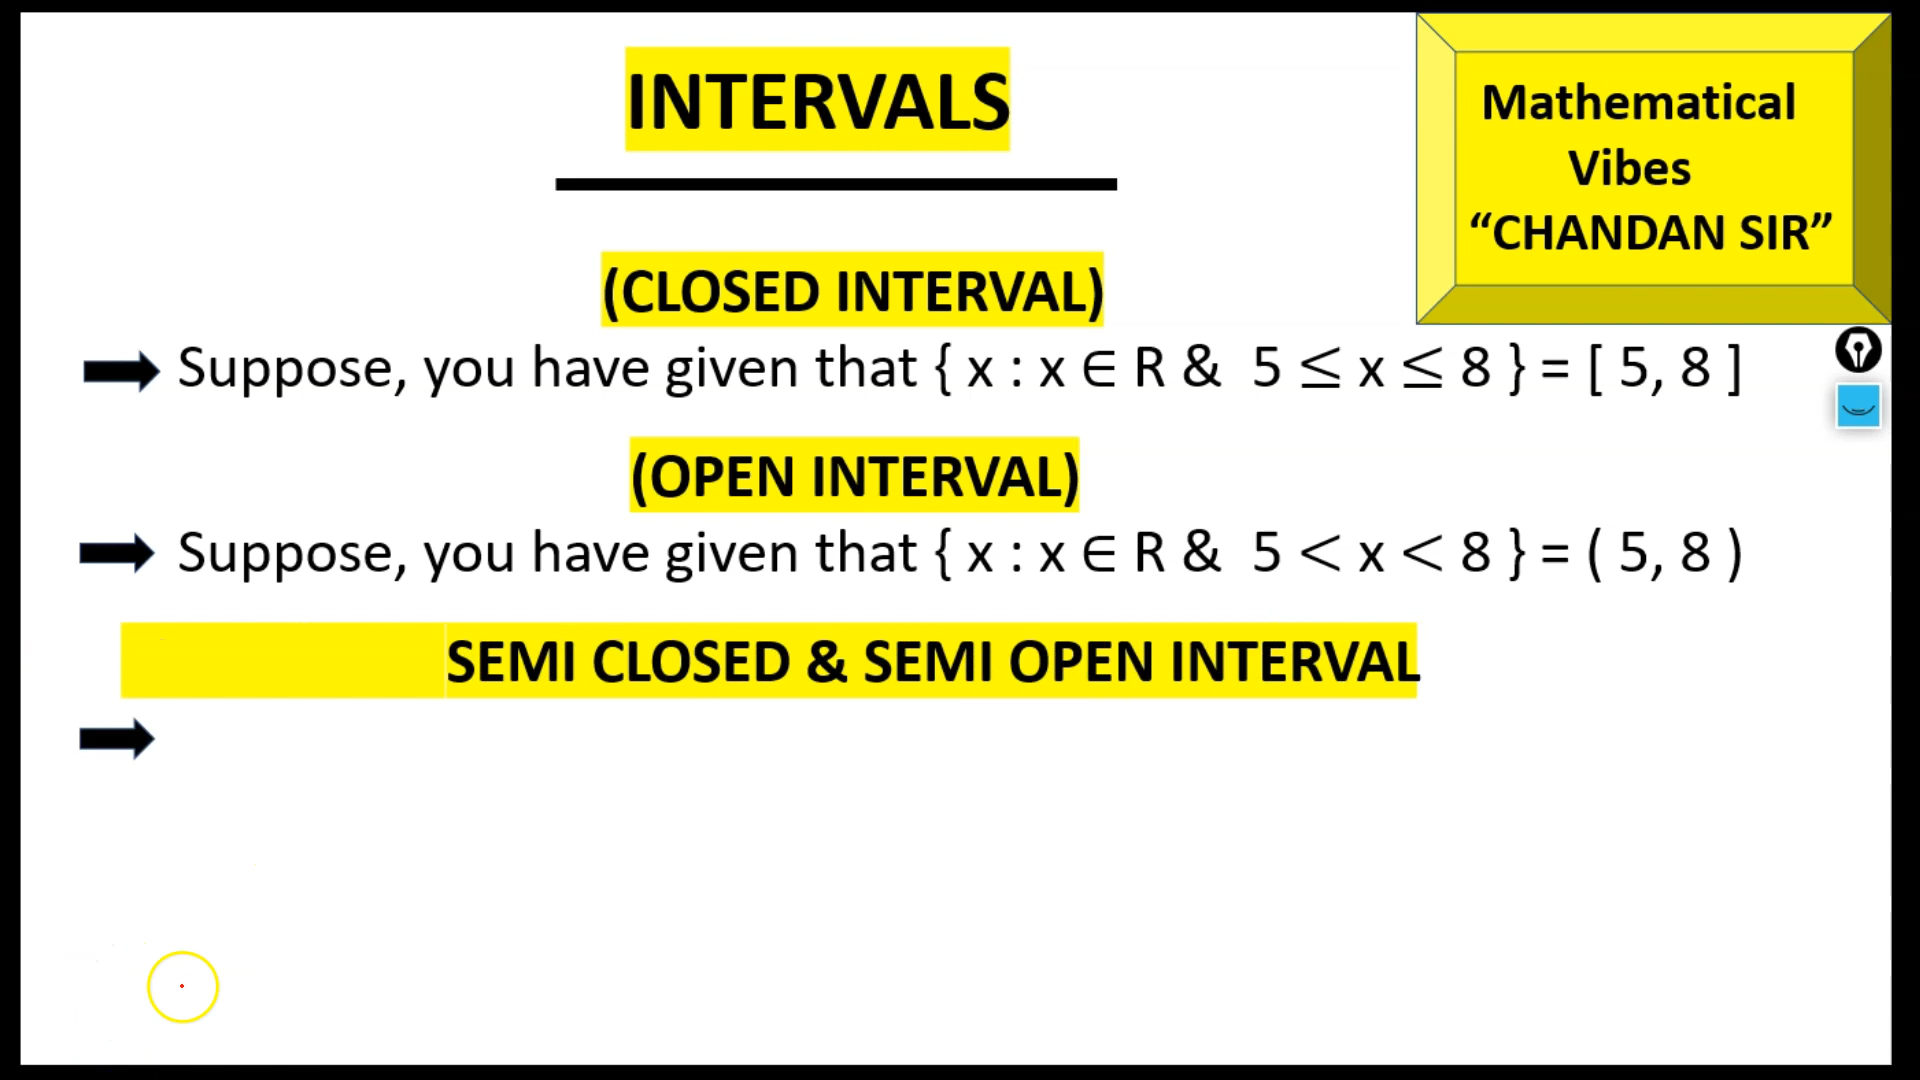 INTERVALS
Mathematical
Vibes
“CHANDAN SIR”
(CLOSED INTERVAL)
Suppose, you have given that { x : x ∈ R & 5 ≤ x ≤ 8 } = [ 5, 8 ]
(OPEN INTERVAL)
Suppose, you have given that { x : x ∈ R & 5 < x < 8 } = ( 5, 8 )
SEMI CLOSED & SEMI OPEN INTERVAL